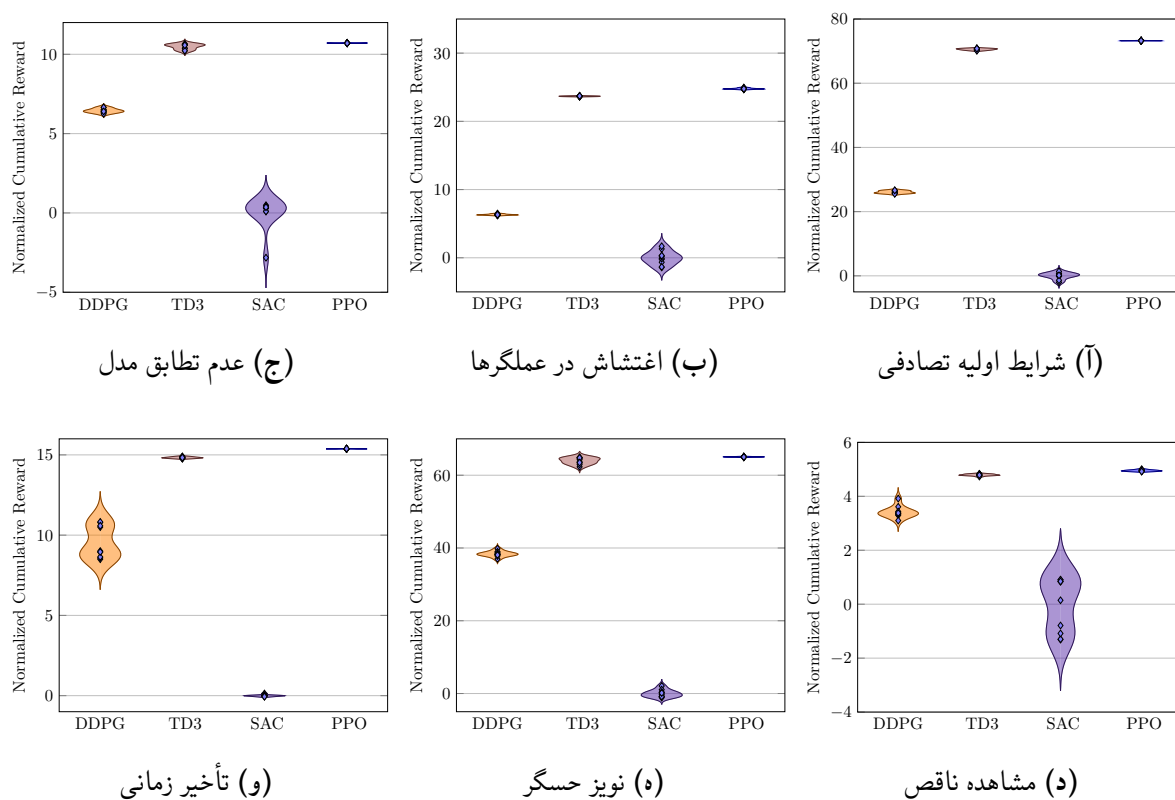 Normalized Cumulative Reward
80
60
40
20
0
DDPG TD3 SAC PPO
(آ) شرایط اولیه تصادفی
Normalized Cumulative Reward
30
20
10
0
DDPG TD3 SAC PPO
(ب) اغتشاش در عملگرها
Normalized Cumulative Reward
10
5
0
−5
DDPG TD3 SAC PPO
(ج) عدم تطابق مدل
Normalized Cumulative Reward
6
4
2
0
−2
−4
DDPG TD3 SAC PPO
(د) مشاهده ناقص
Normalized Cumulative Reward
60
40
20
0
DDPG TD3 SAC PPO
(ه) نویز حسگر
Normalized Cumulative Reward
15
10
5
0
DDPG TD3 SAC PPO
(و) تأخیر زمانی